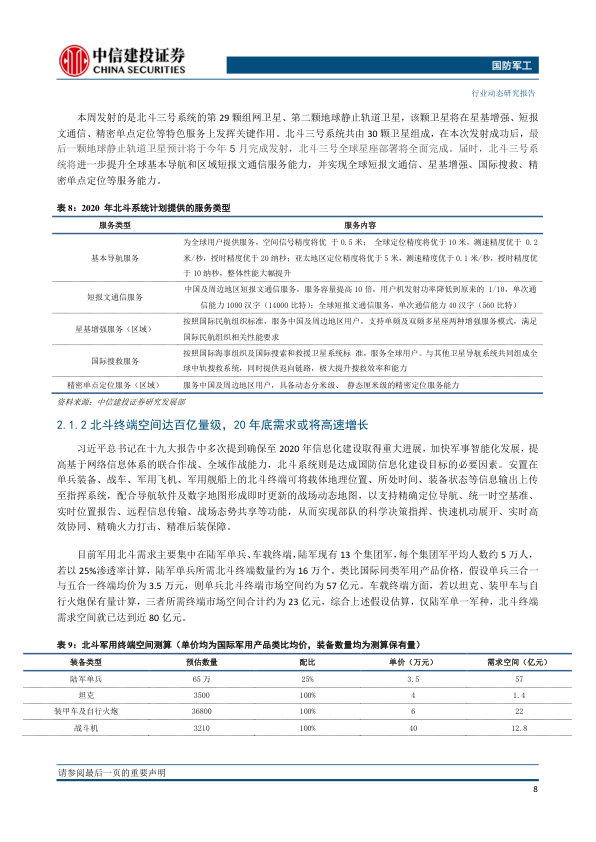 中信建投证券
CHINA SECURITIES
国防军工
行业动态研究报告
本周发射的是北斗三号系统的第 29 颗组网卫星、第二颗地球静止轨道卫星，该颗卫星将在星基增强、短报
文通信、精密单点定位等特色服务上发挥关键作用。北斗三号系统共由 30 颗卫星组成，在本次发射成功后，最
后一颗地球静止轨道卫星预计将于今年 5 月完成发射，北斗三号全球星座部署将全面完成。届时，北斗三号系
统将进一步提升全球基本导航和区域短报文通信服务能力，并实现全球短报文通信、星基增强、国际搜救、精
密单点定位等服务能力。
表 8：2020 年北斗系统计划提供的服务类型
服务类型 服务内容
为全球用户提供服务，空间信号精度将优 于 0.5 米； 全球定位精度将优于 10 米，测速精度优于 0.2
基本导航服务 米/秒，授时精度优于 20 纳秒；亚太地区定位精度将优于 5 米，测速精度优于 0.1 米/秒，授时精度优
于 10 纳秒，整体性能大幅提升
短报文通信服务 中国及周边地区短报文通信服务，服务容量提高 10 倍，用户机发射功率降低到原来的 1/10，单次通
信能力 1000 汉字（14000 比特）；全球短报文通信服务，单次通信能力 40 汉字（560 比特）
星基增强服务（区域） 按照国际民航组织标准，服务中国及周边地区用户，支持单频及双频多星座两种增强服务模式，满足
国际民航组织相关性能要求
国际搜救服务 按照国际海事组织及国际搜索和救援卫星系统标 准，服务全球用户。与其他卫星导航系统共同组成全
球中轨搜救系统，同时提供返向链路，极大提升搜救效率和能力
精密单点定位服务（区域） 服务中国及周边地区用户，具备动态分米级、 静态厘米级的精密定位服务能力
资料来源：中信建投证券研究发展部
2.1.2 北斗终端空间达百亿量级，20 年底需求或将高速增长
习近平总书记在十九大报告中多次提到确保至 2020 年信息化建设取得重大进展，加快军事智能化发展，提
高基于网络信息体系的联合作战、全域作战能力，北斗系统则是达成国防信息化建设目标的必要因素。安置在
单兵装备、战车、军用飞机、军用舰船上的北斗终端可将载体地理位置、所处时间、装备状态等信息输出上传
至指挥系统，配合导航软件及数字地图形成即时更新的战场动态地图，以支持精确定位导航、统一时空基准、
实时位置报告、远程信息传输、战场态势共享等功能，从而实现部队的科学决策指挥、快速机动展开、实时高
效协同、精确火力打击、精准后装保障。
目前军用北斗需求主要集中在陆军单兵、车载终端，陆军现有 13 个集团军，每个集团军平均人数约 5 万人，
若以 25%渗透率计算，陆军单兵所需北斗终端数量约为 16 万个。类比国际同类军用产品价格，假设单兵三合一
与五合一终端均价为 3.5 万元，则单兵北斗终端市场空间约为 57 亿元。车载终端方面，若以坦克、装甲车与自
行火炮保有量计算，三者所需终端市场空间合计约为 23 亿元，综合上述假设估算，仅陆军单一军种，北斗终端
需求空间就已达到近 80 亿元。
表 9：北斗军用终端空间测算（单价均为国际军用产品类比均价，装备数量均为测算保有量）
装备类型 预估数量 配比 单价（万元） 需求空间（亿元）
陆军单兵 65 万 25% 3.5 57
坦克 3500 100% 4 1.4
装甲车及自行火炮 36800 100% 6 22
战斗机 3210 100% 40 12.8
请参阅最后一页的重要声明
8